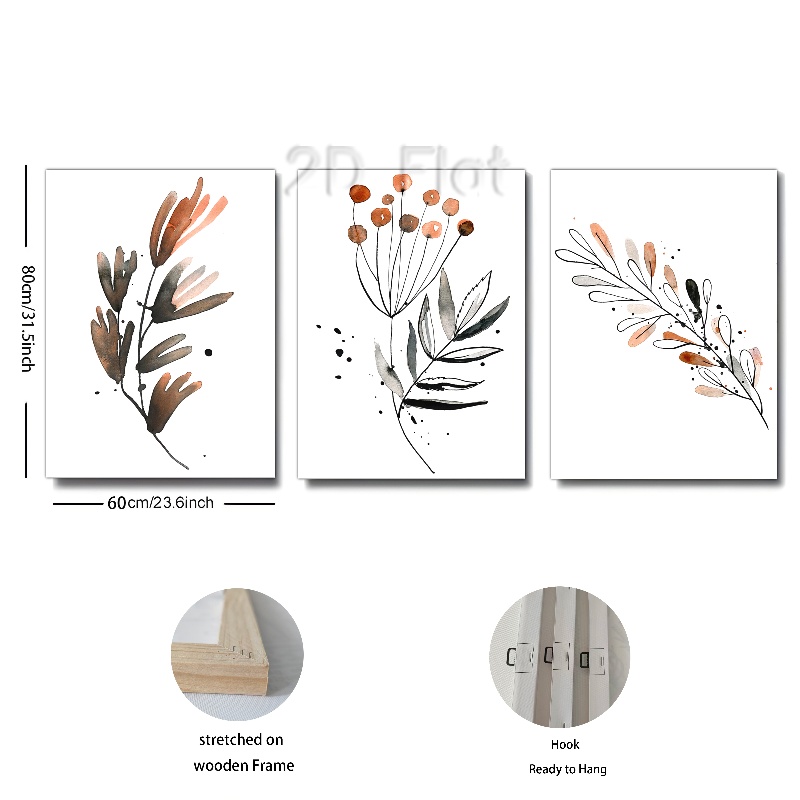 2D Flat
80cm/31.5inch
60cm/23.6inch
stretched on
wooden Frame
Hook
Ready to Hang